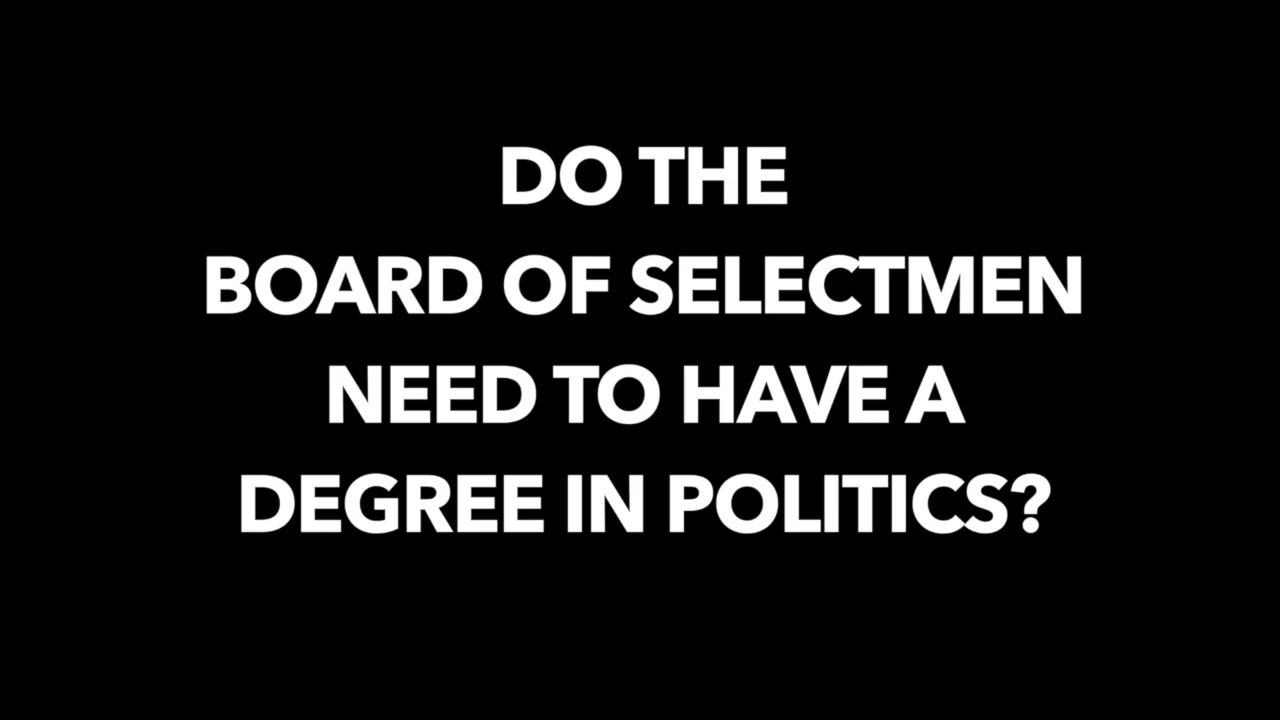 DO THE
BOARD OF SELECTMEN
NEED TO HAVE A
DEGREE IN POLITICS?